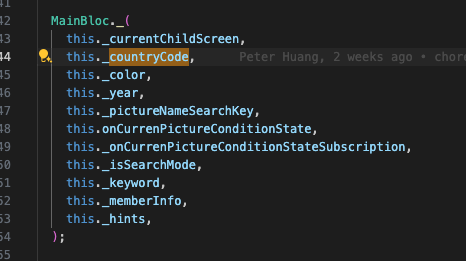 41
42 MainBloc._(
43 this._currentChildScreen,
44 this._countryCode, Peter Huang, 2 weeks ago • chor
45 this._color,
46 this._year,
47 this._pictureNameSearchKey,
48 this.onCurrenPictureConditionState,
49 this._onCurrenPictureConditionStateSubscription,
50 this._isSearchMode,
51 this._keyword,
52 this._memberInfo,
53 this._hints,
54 );
55